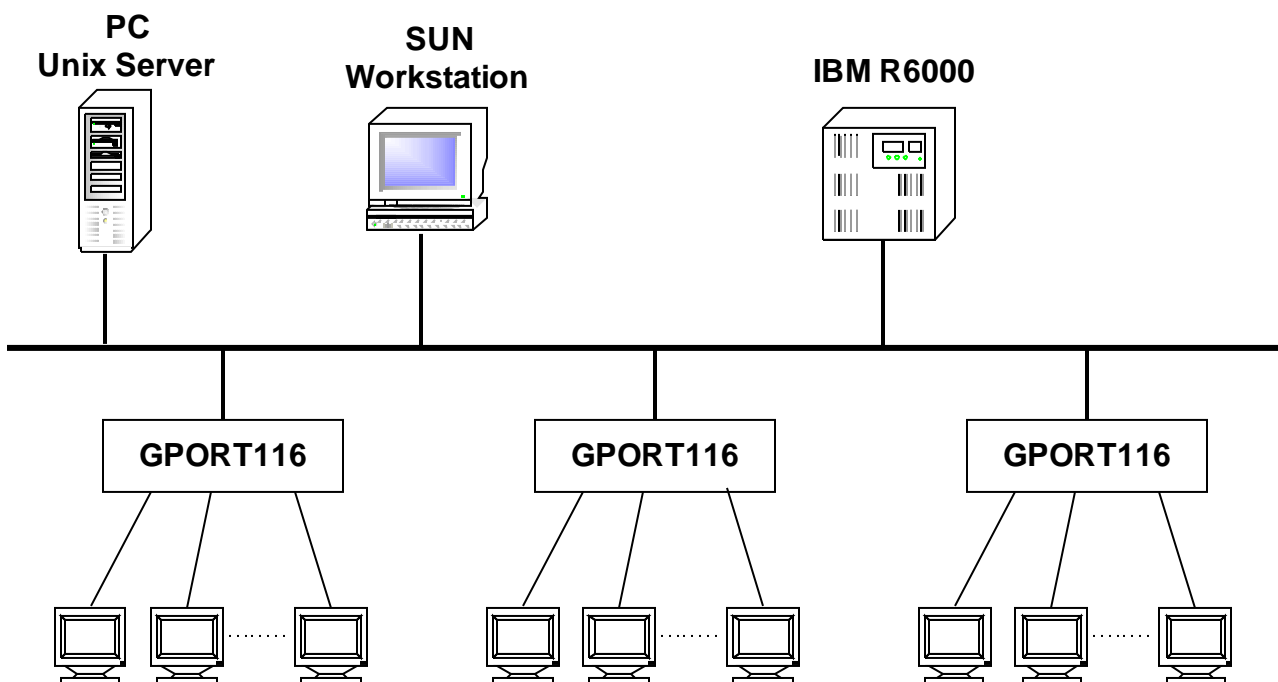 PC
Unix Server
SUN
Workstation
IBM R6000
GPORT116
GPORT116
GPORT116